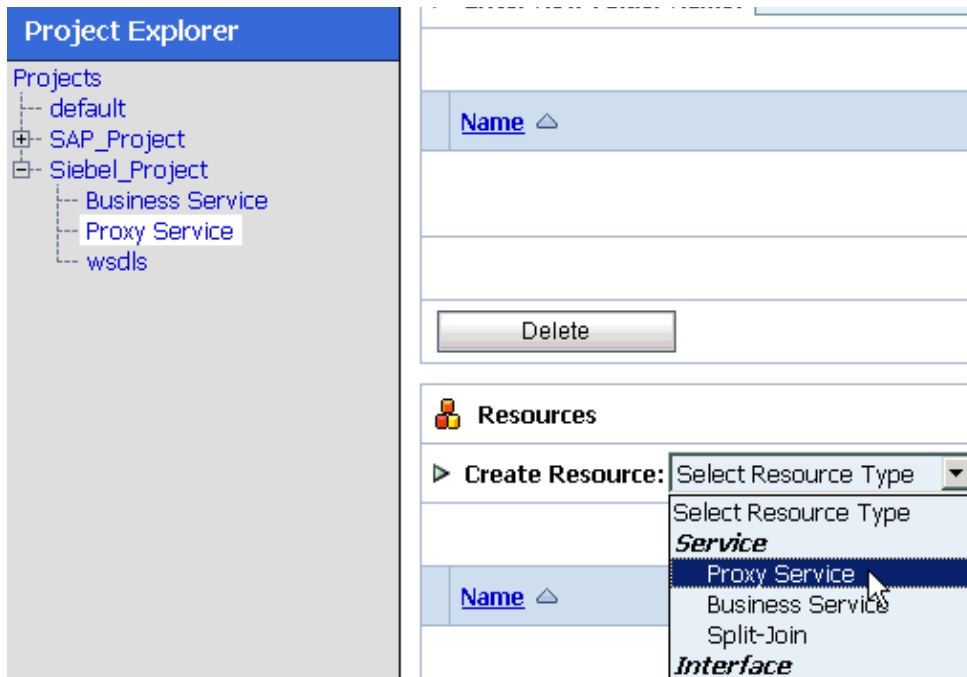 Project Explorer
Projects
default
SAP_Project
Siebel_Project
Business Service
Proxy Service
wsdls
Name
Delete
Resources
Create Resource: Select Resource Type
Select Resource Type
Service
Proxy Service
Business Service
Split-Join
Interface
Name